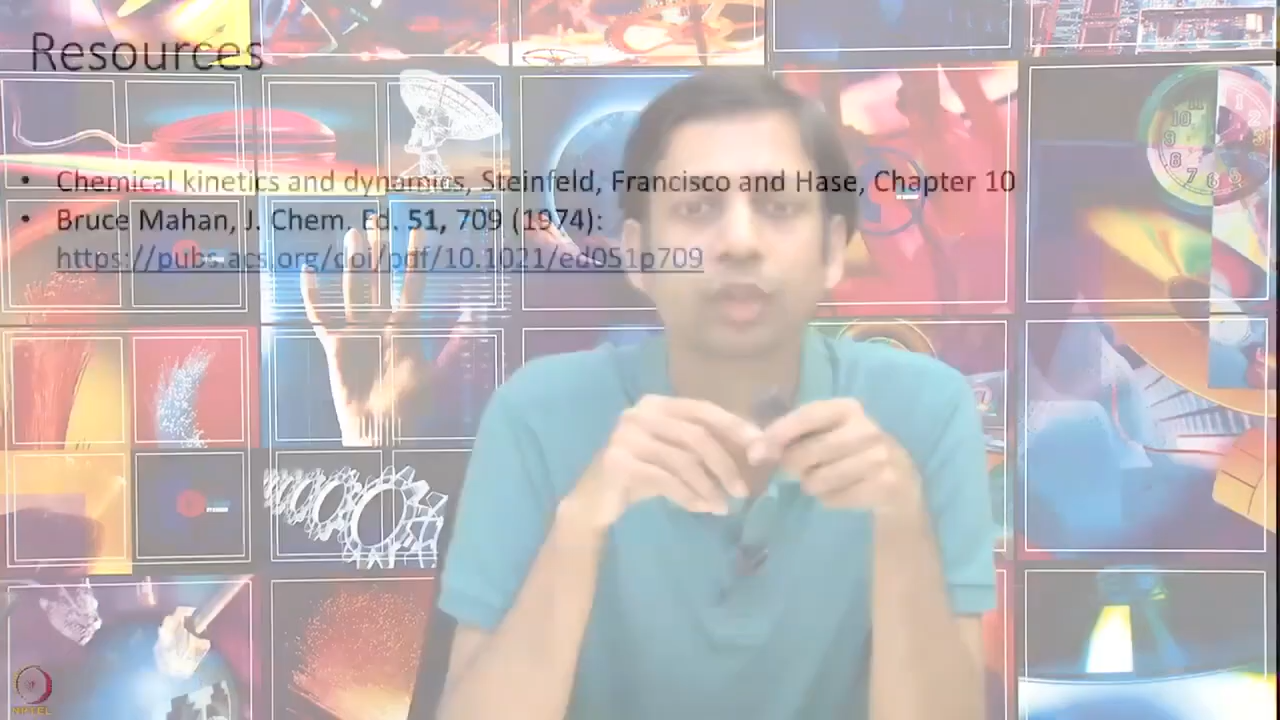 Resources
• Chemical kinetics and dynamics, Steinfeld, Francisco and Hase, Chapter 10
• Bruce Mahan, J. Chem. Ed. 51, 709 (1974):
https://pubs.acs.org/doi/pdf/10.1021/ed051p709
NPTEL